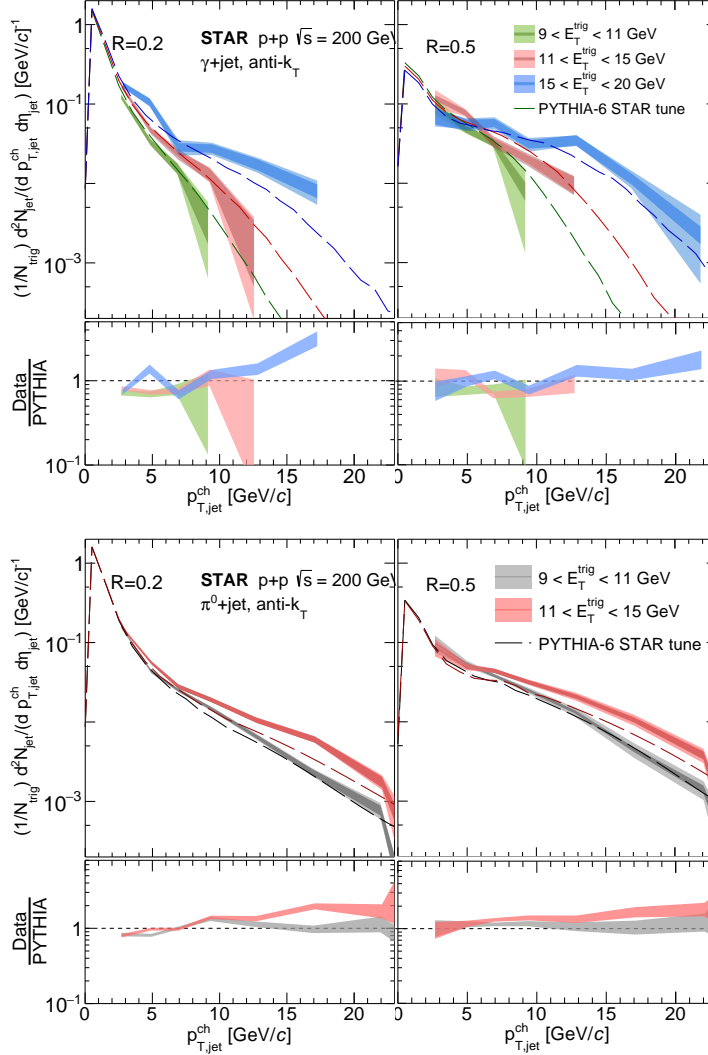 R=0.2
STAR p+p √s = 200 GeV
γ+jet, anti-k_T
R=0.5
9 < E_T^trig < 11 GeV
11 < E_T^trig < 15 GeV
15 < E_T^trig < 20 GeV
PYTHIA-6 STAR tune
(1/N_trig) d²N_jet/(d p_T,jet^ch dη_jet) [GeV/c]⁻¹
1
10⁻¹
10⁻³
Data
PYTHIA
1
10⁻¹
0 5 10 15 20
0 5 10 15 20
p_T,jet^ch [GeV/c]
p_T,jet^ch [GeV/c]
R=0.2
STAR p+p √s = 200 GeV
π⁰+jet, anti-k_T
R=0.5
9 < E_T^trig < 11 GeV
11 < E_T^trig < 15 GeV
PYTHIA-6 STAR tune
(1/N_trig) d²N_jet/(d p_T,jet^ch dη_jet) [GeV/c]⁻¹
1
10⁻¹
10⁻³
Data
PYTHIA
1
10⁻¹
0 5 10 15 20
0 5 10 15 20
p_T,jet^ch [GeV/c]
p_T,jet^ch [GeV/c]